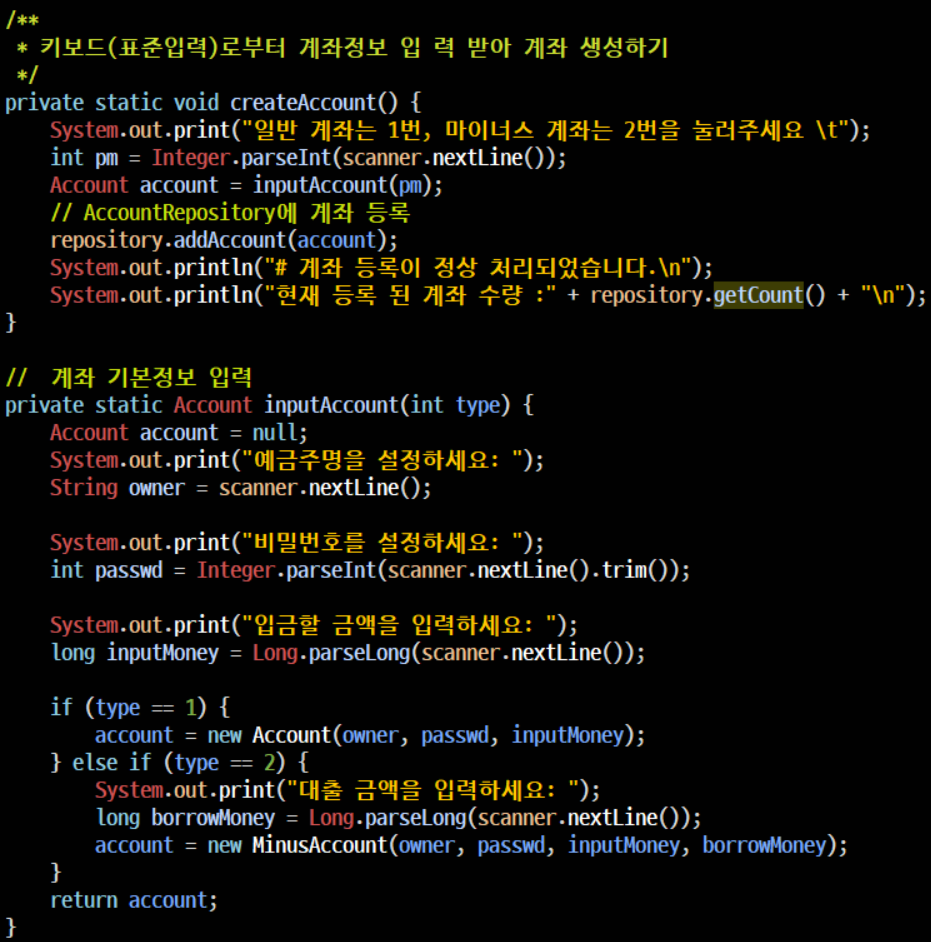 /**
 * 키보드(표준입력)로부터 계좌정보 입 력 받아 계좌 생성하기
 */
private static void createAccount() {
    System.out.print("일반 계좌는 1번, 마이너스 계좌는 2번을 눌러주세요 \t");
    int pm = Integer.parseInt(scanner.nextLine());
    Account account = inputAccount(pm);
    // AccountRepository에 계좌 등록
    repository.addAccount(account);
    System.out.println("# 계좌 등록이 정상 처리되었습니다.\n");
    System.out.println("현재 등록 된 계좌 수량 :" + repository.getCount() + "\n");
}

//  계좌 기본정보 입력
private static Account inputAccount(int type) {
    Account account = null;
    System.out.print("예금주명을 설정하세요: ");
    String owner = scanner.nextLine();

    System.out.print("비밀번호를 설정하세요: ");
    int passwd = Integer.parseInt(scanner.nextLine().trim());

    System.out.print("입금할 금액을 입력하세요: ");
    long inputMoney = Long.parseLong(scanner.nextLine());

    if (type == 1) {
        account = new Account(owner, passwd, inputMoney);
    } else if (type == 2) {
        System.out.print("대출 금액을 입력하세요: ");
        long borrowMoney = Long.parseLong(scanner.nextLine());
        account = new MinusAccount(owner, passwd, inputMoney, borrowMoney);
    }
    return account;
}